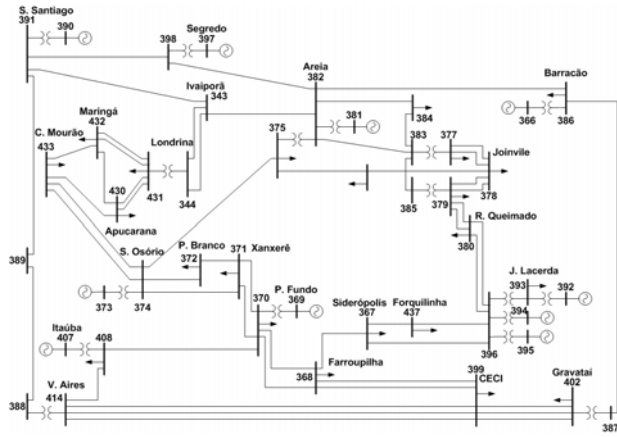 S. Santiago
391
390
Segredo
398
397
Areia
382
Barracão
366
386
Ivaiporã
343
381
384
Maringá
432
C. Mourão
433
Londrina
375
383
377
Joinvile
430
431
344
385
379
378
Apucarana
R. Queimado
380
S. Osório
P. Branco
372
371
Xanxerê
389
373
374
370
P. Fundo
369
J. Lacerda
393
392
394
395
396
Siderópolis
367
Forquilinha
437
Itaúba
407
408
368
Farroupilha
399
CECI
Gravataí
402
V. Aires
414
388
387